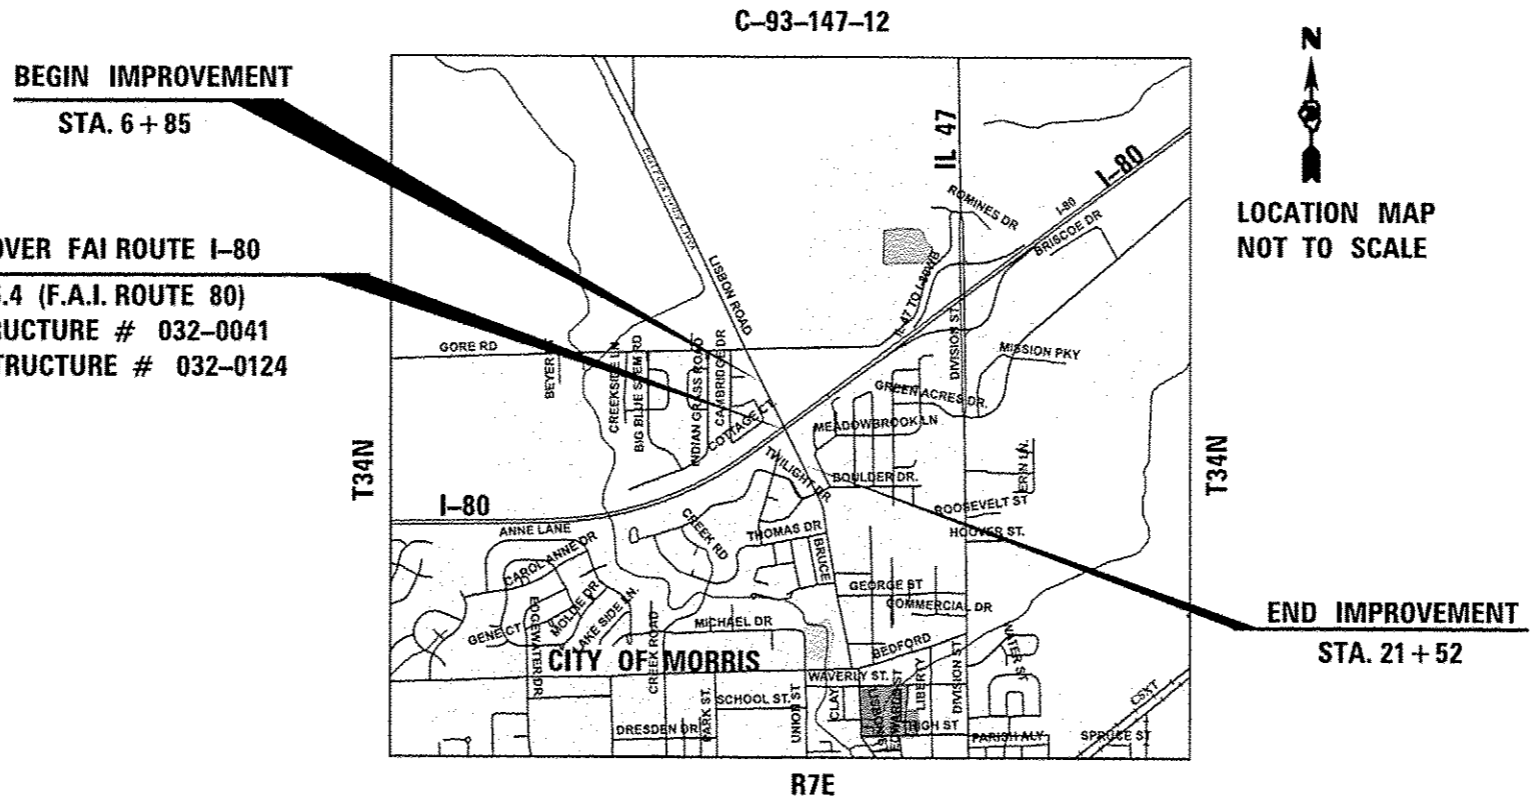 C–93–147–12
BEGIN IMPROVEMENT
STA. 6 + 85
OVER FAI ROUTE I–80
.4 (F.A.I. ROUTE 80)
RUCTURE # 032–0041
TRUCTURE # 032–0124
N
LOCATION MAP
NOT TO SCALE
IL 47
I–80
I-80
ROMINES DR
BRISCOE DR
LISBON ROAD
IL-47 TO I-80WB
DIVISION ST
GORE RD
MISSION PKY
CREEKSIDE LN
BIG BLUE STEM RD
INDIAN GRASS ROAD
CAMBRIDGE DR
COTTAGE CT
GREEN ACRES DR.
MEADOWBROOK LN
T34N
T34N
TWILIGHT DR
BOULDER DR.
ERIN LN.
I–80
ROOSEVELT ST
HOOVER ST.
ANNE LANE
CREEK RD
THOMAS DR
BRUCE
CAROL ANNE DR
GEORGE ST
COMMERCIAL DR
EDGEWATER DR.
MOLLIE DR
LAKE SIDE LN.
GENE CT
CREEK ROAD
MICHAEL DR
BEDFORD
WATER ST
END IMPROVEMENT
STA. 21 + 52
CITY OF MORRIS
WAVERLY ST.
DIVISION ST
LIBERTY
CLAY
EDWARDS ST
PARK ST.
SCHOOL ST.
UNION ST
CSXT
DRESDEN DR
HIGH ST
PARISH ALY
SPRUCE ST
R7E